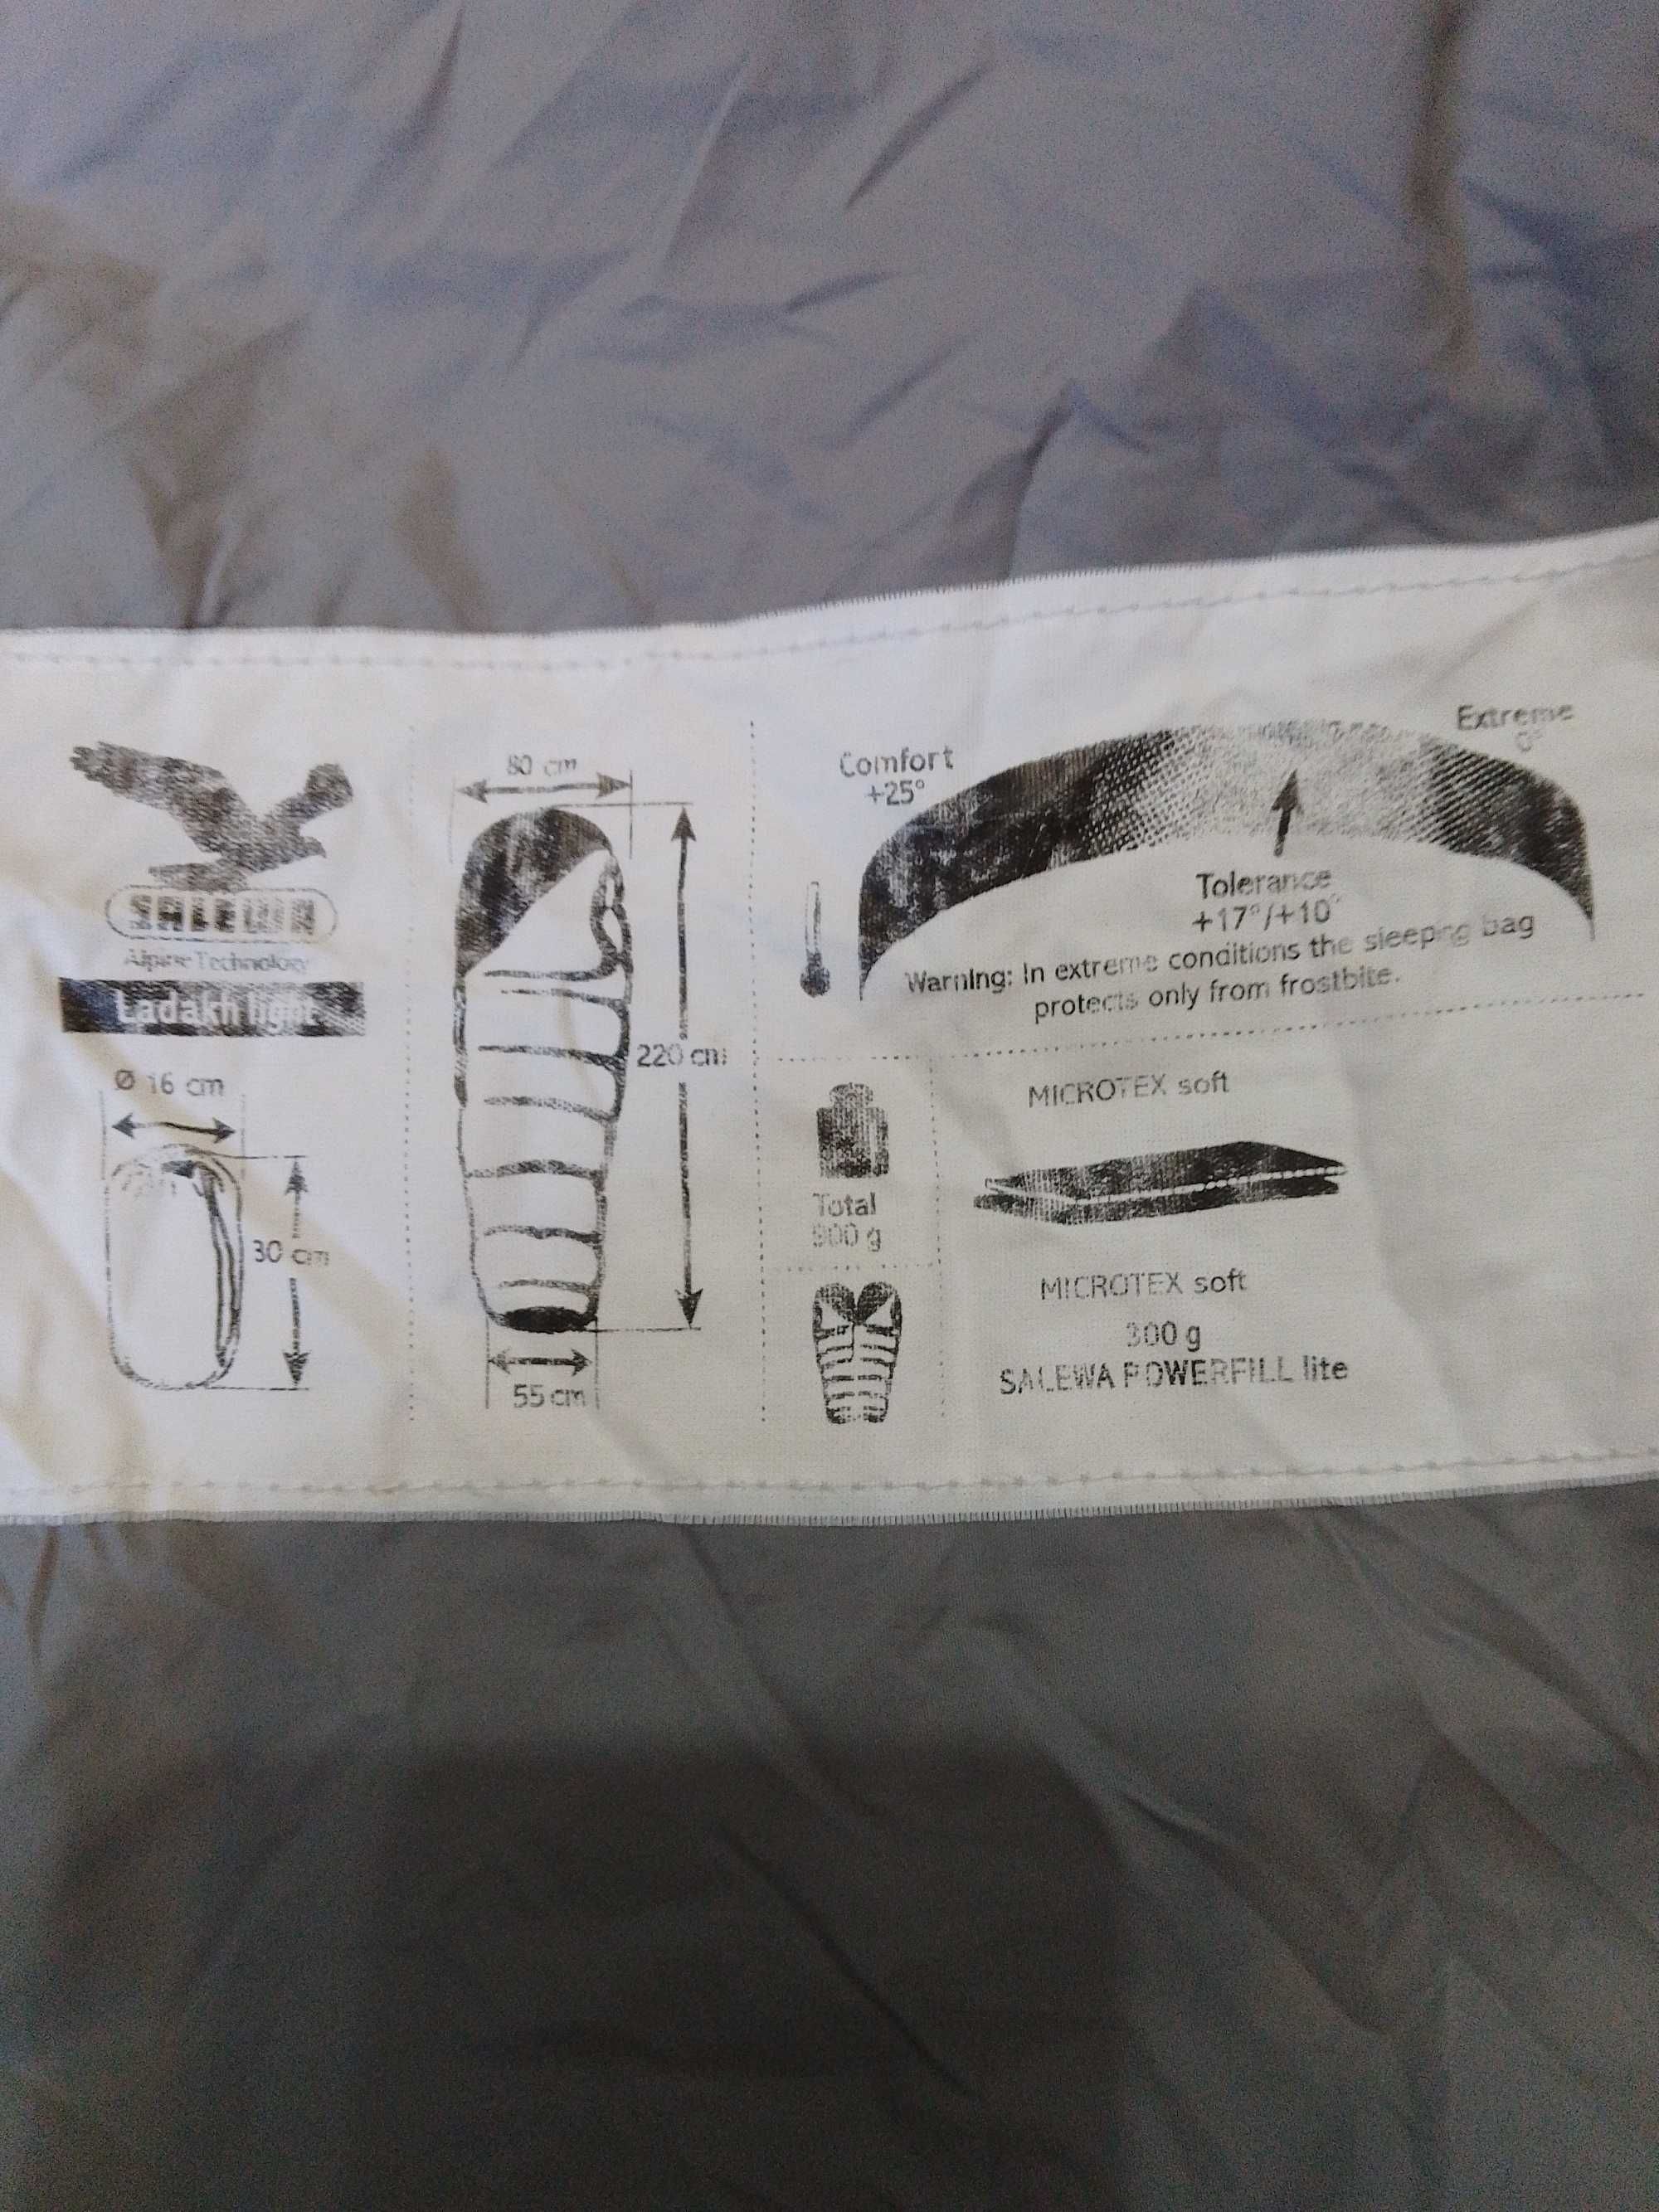 SALEWA
Alpine Technology
Ladakh light
Ø 16 cm
30 cm
80 cm
220 cm
55 cm
Comfort
+25°
Extreme
0°
Tolerance
+17°/+10°
Warning: In extreme conditions the sleeping bag
protects only from frostbite.
Total
900 g
MICROTEX soft
MICROTEX soft
300 g
SALEWA POWERFILL lite